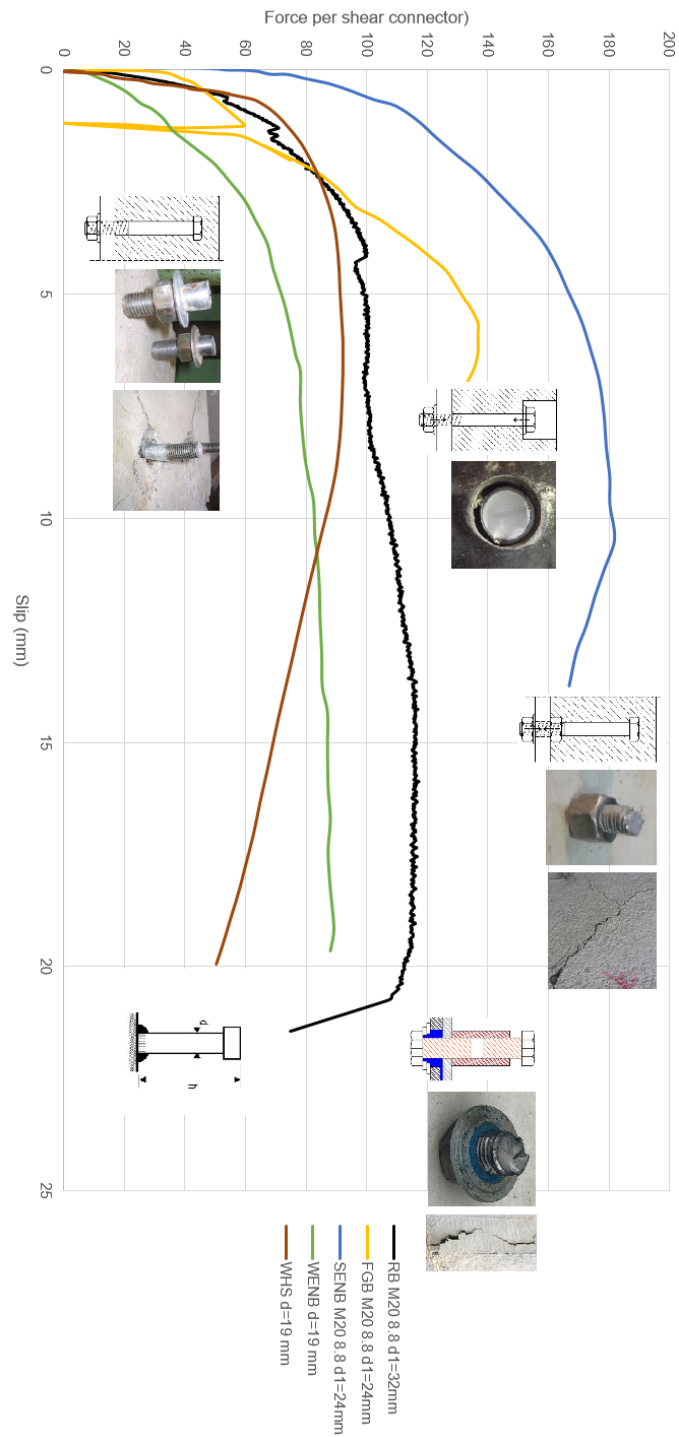 Force per shear connector)
0
20
40
60
80
100
120
140
160
180
200
0
5
10
15
20
25
Slip (mm)
d
h
RB M20 8.8 d1=32mm
FGB M20 8.8 d1=24mm
SENB M20 8.8 d1=24mm
WENB d=19 mm
WHS d=19 mm